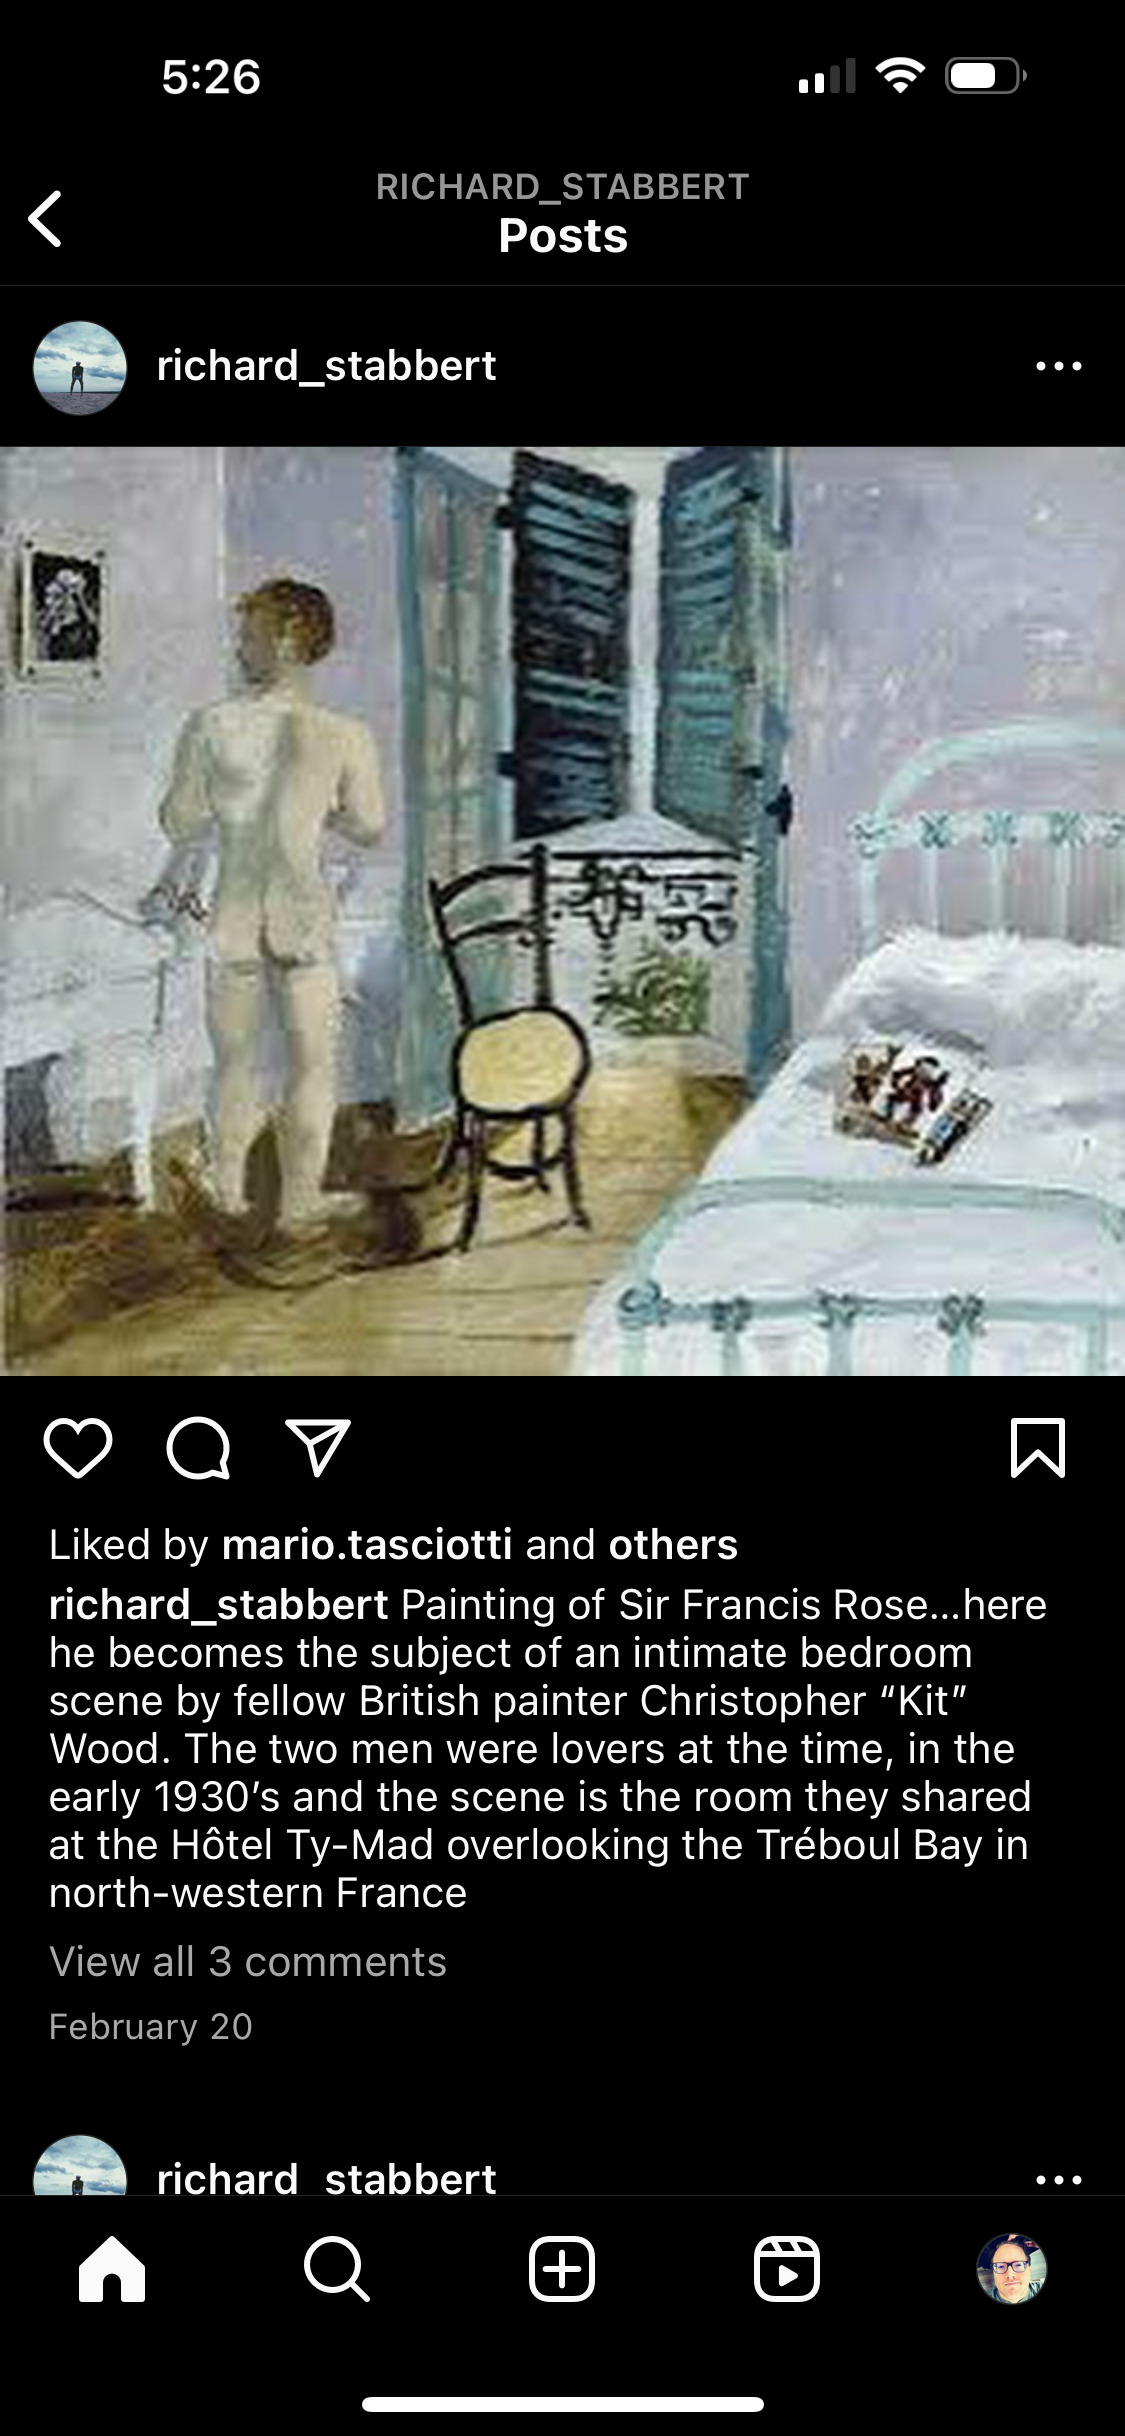 5:26
RICHARD_STABBERT
Posts
richard_stabbert
Liked by mario.tasciotti and others
richard_stabbert Painting of Sir Francis Rose...here
he becomes the subject of an intimate bedroom
scene by fellow British painter Christopher “Kit”
Wood. The two men were lovers at the time, in the
early 1930’s and the scene is the room they shared
at the Hôtel Ty-Mad overlooking the Tréboul Bay in
north-western France
View all 3 comments
February 20
richard_stabbert